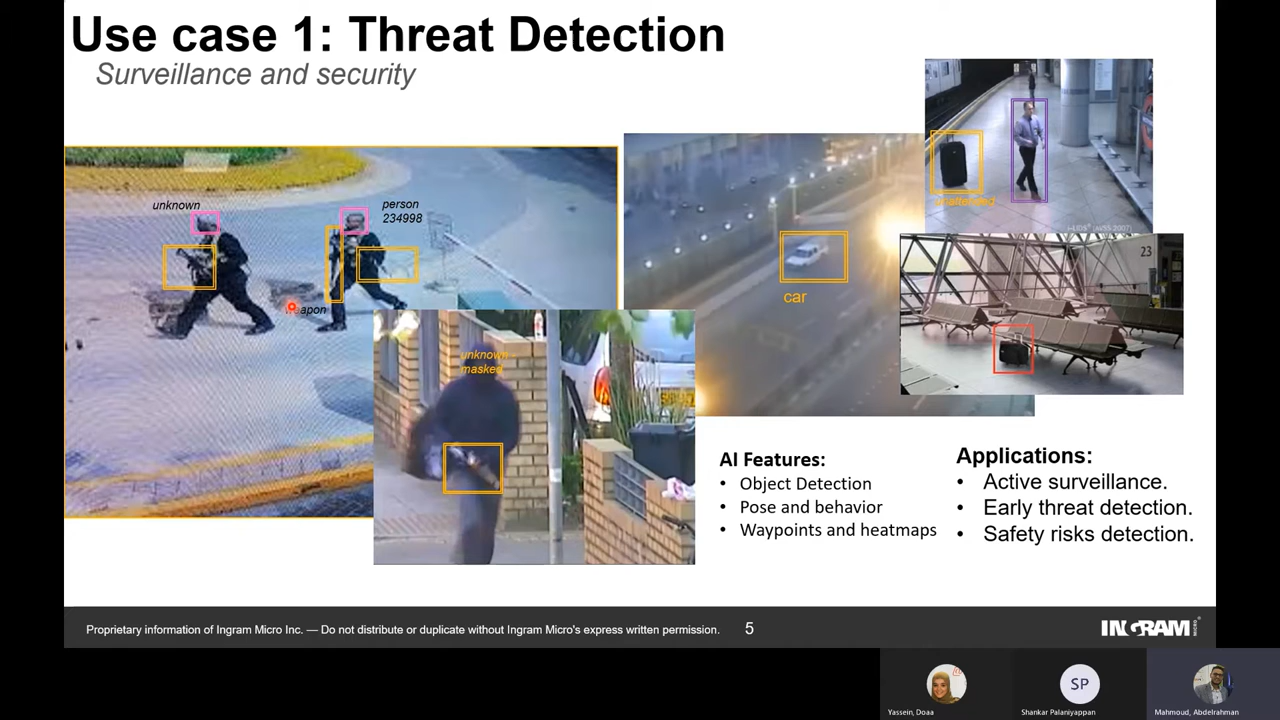 Use case 1: Threat Detection
Surveillance and security
unknown
person
234998
unknown -
masked
car
unattended
23
AI Features:
• Object Detection
• Pose and behavior
• Waypoints and heatmaps
Applications:
• Active surveillance.
• Early threat detection.
• Safety risks detection.
Proprietary information of Ingram Micro Inc. — Do not distribute or duplicate without Ingram Micro's express written permission.
5
INGRAM
MICRO
SP
Yassein, Doaa
Shankar Palaniyappan
Mahmoud, Abdelrahman